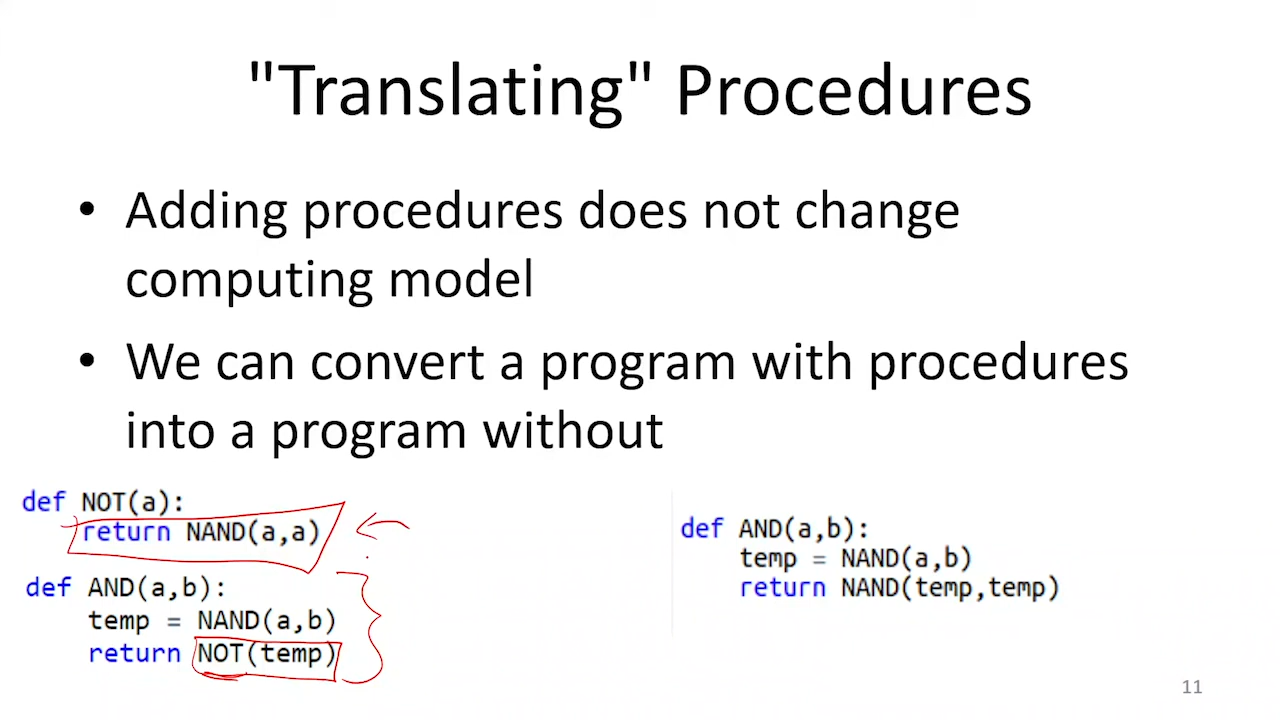 "Translating" Procedures
• Adding procedures does not change
computing model
• We can convert a program with procedures
into a program without
def NOT(a):
return NAND(a,a)
def AND(a,b):
temp = NAND(a,b)
return NOT(temp)
def AND(a,b):
temp = NAND(a,b)
return NAND(temp,temp)
11